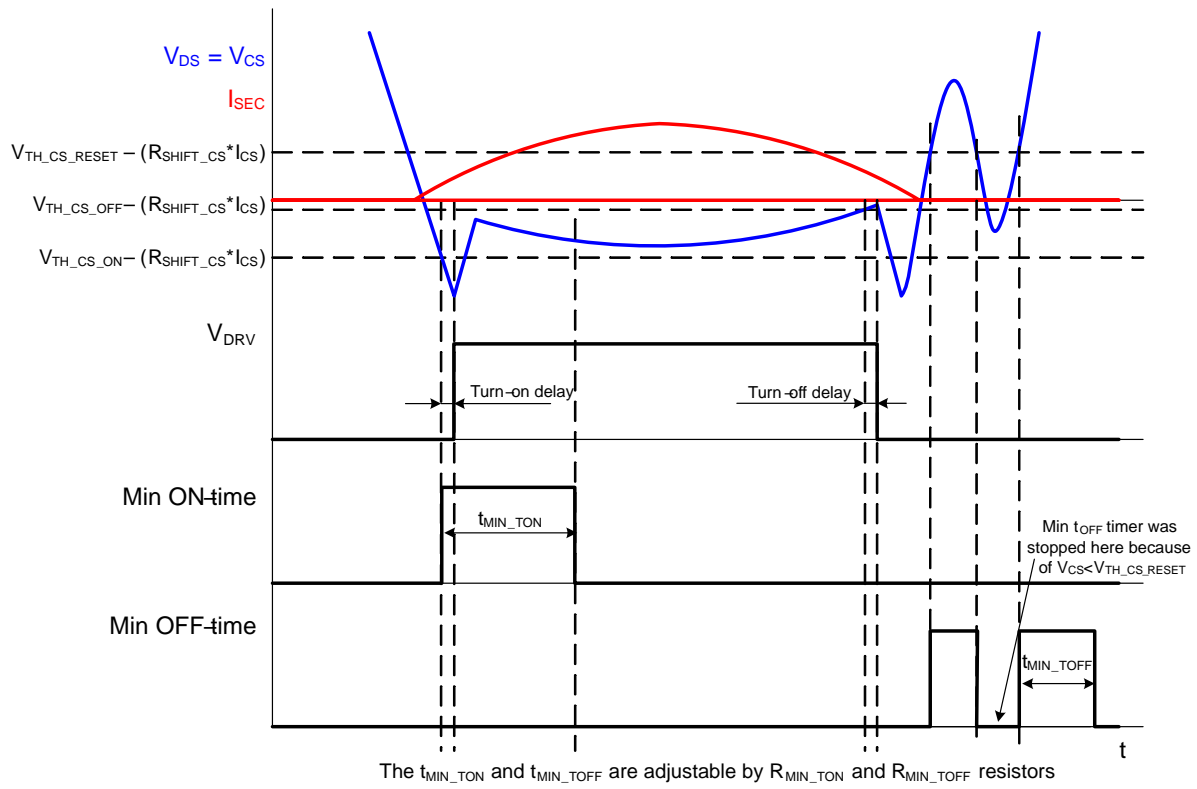 VDS = VCS
ISEC
VTH_CS_RESET – (RSHIFT_CS*ICS)
VTH_CS_OFF – (RSHIFT_CS*ICS)
VTH_CS_ON – (RSHIFT_CS*ICS)
VDRV
Turn–on delay
Turn–off delay
Min ON–time
tMIN_TON
Min tOFF timer was
stopped here because
of VCS<VTH_CS_RESET
Min OFF–time
tMIN_TOFF
t
The tMIN_TON and tMIN_TOFF are adjustable by RMIN_TON and RMIN_TOFF resistors